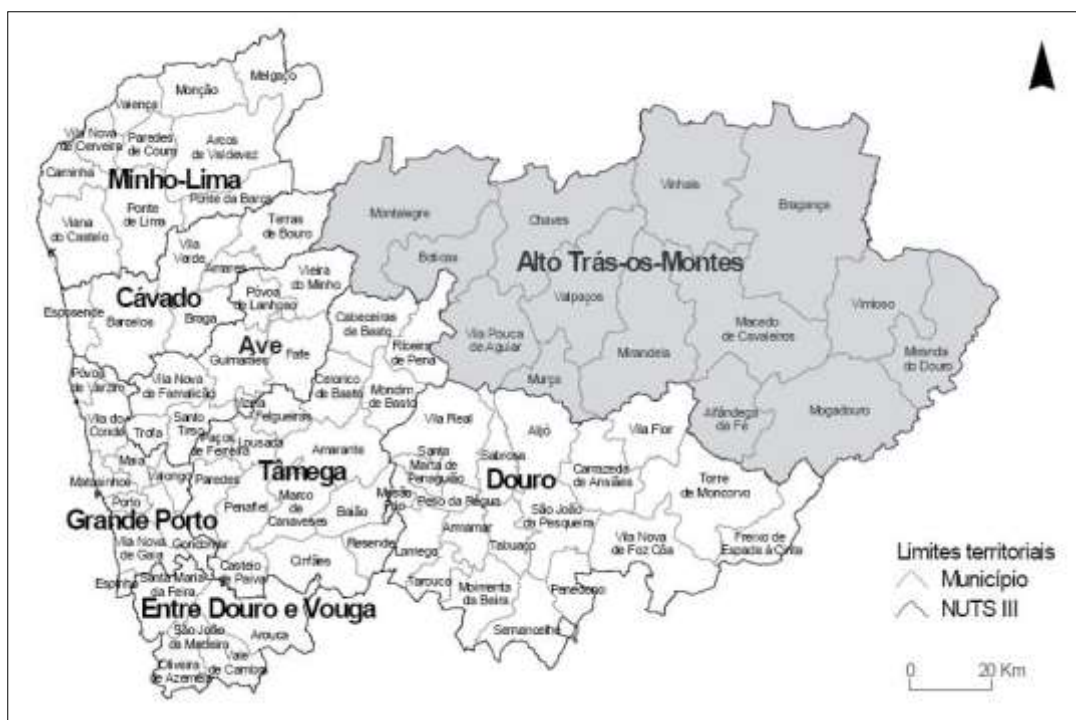 Melgaço
Monção
Valença
Vila Nova
de Cerveira
Paredes
de Coura
Arcos
de Valdevez
Caminha
Minho-Lima
Ponte da Barca
Viana
do Castelo
Ponte
de Lima
Terras
de Bouro
Vila
Verde
Amares
Vieira
do Minho
Póvoa
de Lanhoso
Cávado
Esposende
Barcelos
Braga
Ave
Guimarães
Fafe
Cabeceiras
de Basto
Ribeira
de Pena
Celorico
de Basto
Mondim
de Basto
Póvoa
de Varzim
Vila Nova
de Famalicão
Vizela
Felgueiras
Vila do
Conde
Trofa
Santo
Tirso
Paços
de Ferreira
Lousada
Amarante
Maia
Matosinhos
Valongo
Paredes
Tâmega
Porto
Penafiel
Marco
de
Canaveses
Baião
Grande Porto
Vila Nova
de Gaia
Gondomar
Resende
Cinfães
Castelo
de Paiva
Espinho
Santa Maria
da Feira
Entre Douro e Vouga
São João
da Madeira
Arouca
Oliveira
de Azeméis
Vale
de Cambra
Montalegre
Boticas
Chaves
Vinhais
Bragança
Alto Trás-os-Montes
Valpaços
Vila Pouca
de Aguiar
Mirandela
Macedo
de Cavaleiros
Vimioso
Miranda
do Douro
Murça
Alfândega
da Fé
Mogadouro
Vila Real
Alijó
Vila Flor
Santa
Marta de
Penaguião
Sabrosa
Douro
Carrazeda
de Ansiães
Torre
de Moncorvo
Mesão
Frio
Peso da Régua
São João
da Pesqueira
Armamar
Lamego
Tabuaço
Vila Nova
de Foz Côa
Freixo de
Espada à Cinta
Tarouca
Moimenta
da Beira
Penedono
Sernancelhe
Limites territoriais
Município
NUTS III
0 20 Km